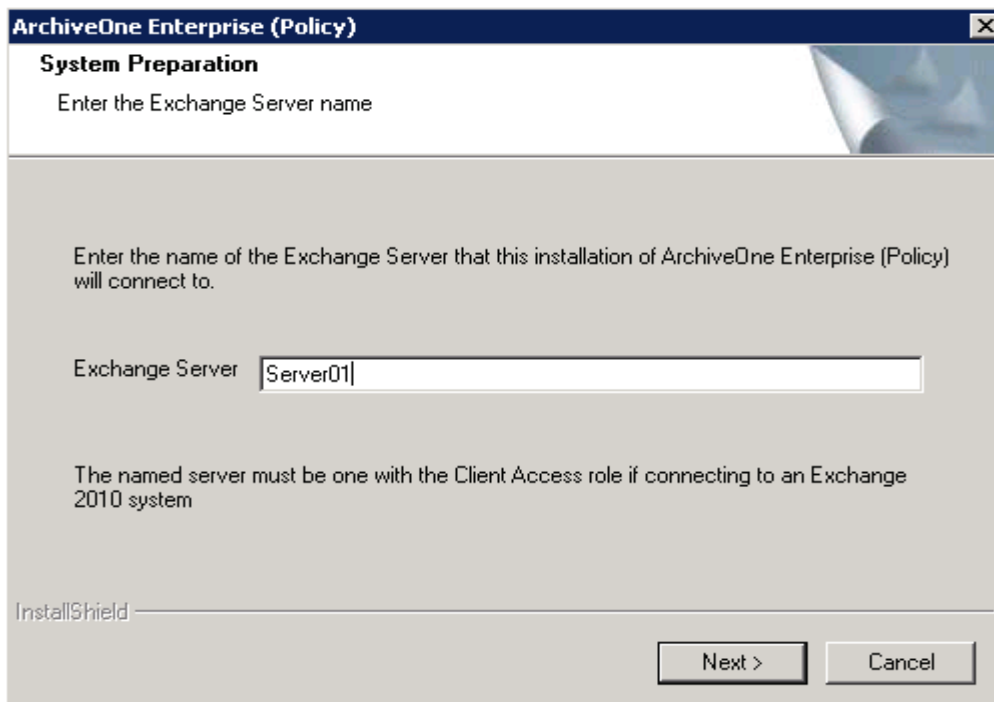 ArchiveOne Enterprise (Policy)
System Preparation
Enter the Exchange Server name
Enter the name of the Exchange Server that this installation of ArchiveOne Enterprise (Policy)
will connect to.
Exchange Server
Server01
The named server must be one with the Client Access role if connecting to an Exchange
2010 system
InstallShield
Next >
Cancel